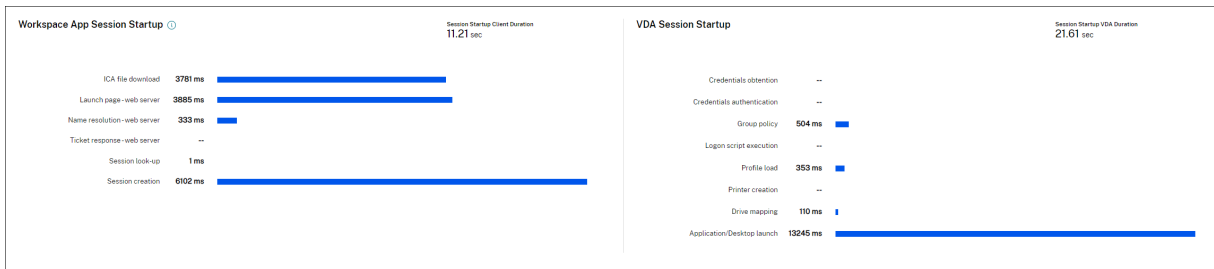 Workspace App Session Startup
Session Startup Client Duration
11.21 sec
ICA file download 3781 ms
Launch page-web server 3885 ms
Name resolution-web server 333 ms
Ticket response-web server --
Session look-up 1 ms
Session creation 6102 ms
VDA Session Startup
Session Startup VDA Duration
21.61 sec
Credentials obtention --
Credentials authentication --
Group policy 504 ms
Logon script execution --
Profile load 353 ms
Printer creation --
Drive mapping 110 ms
Application/Desktop launch 13245 ms